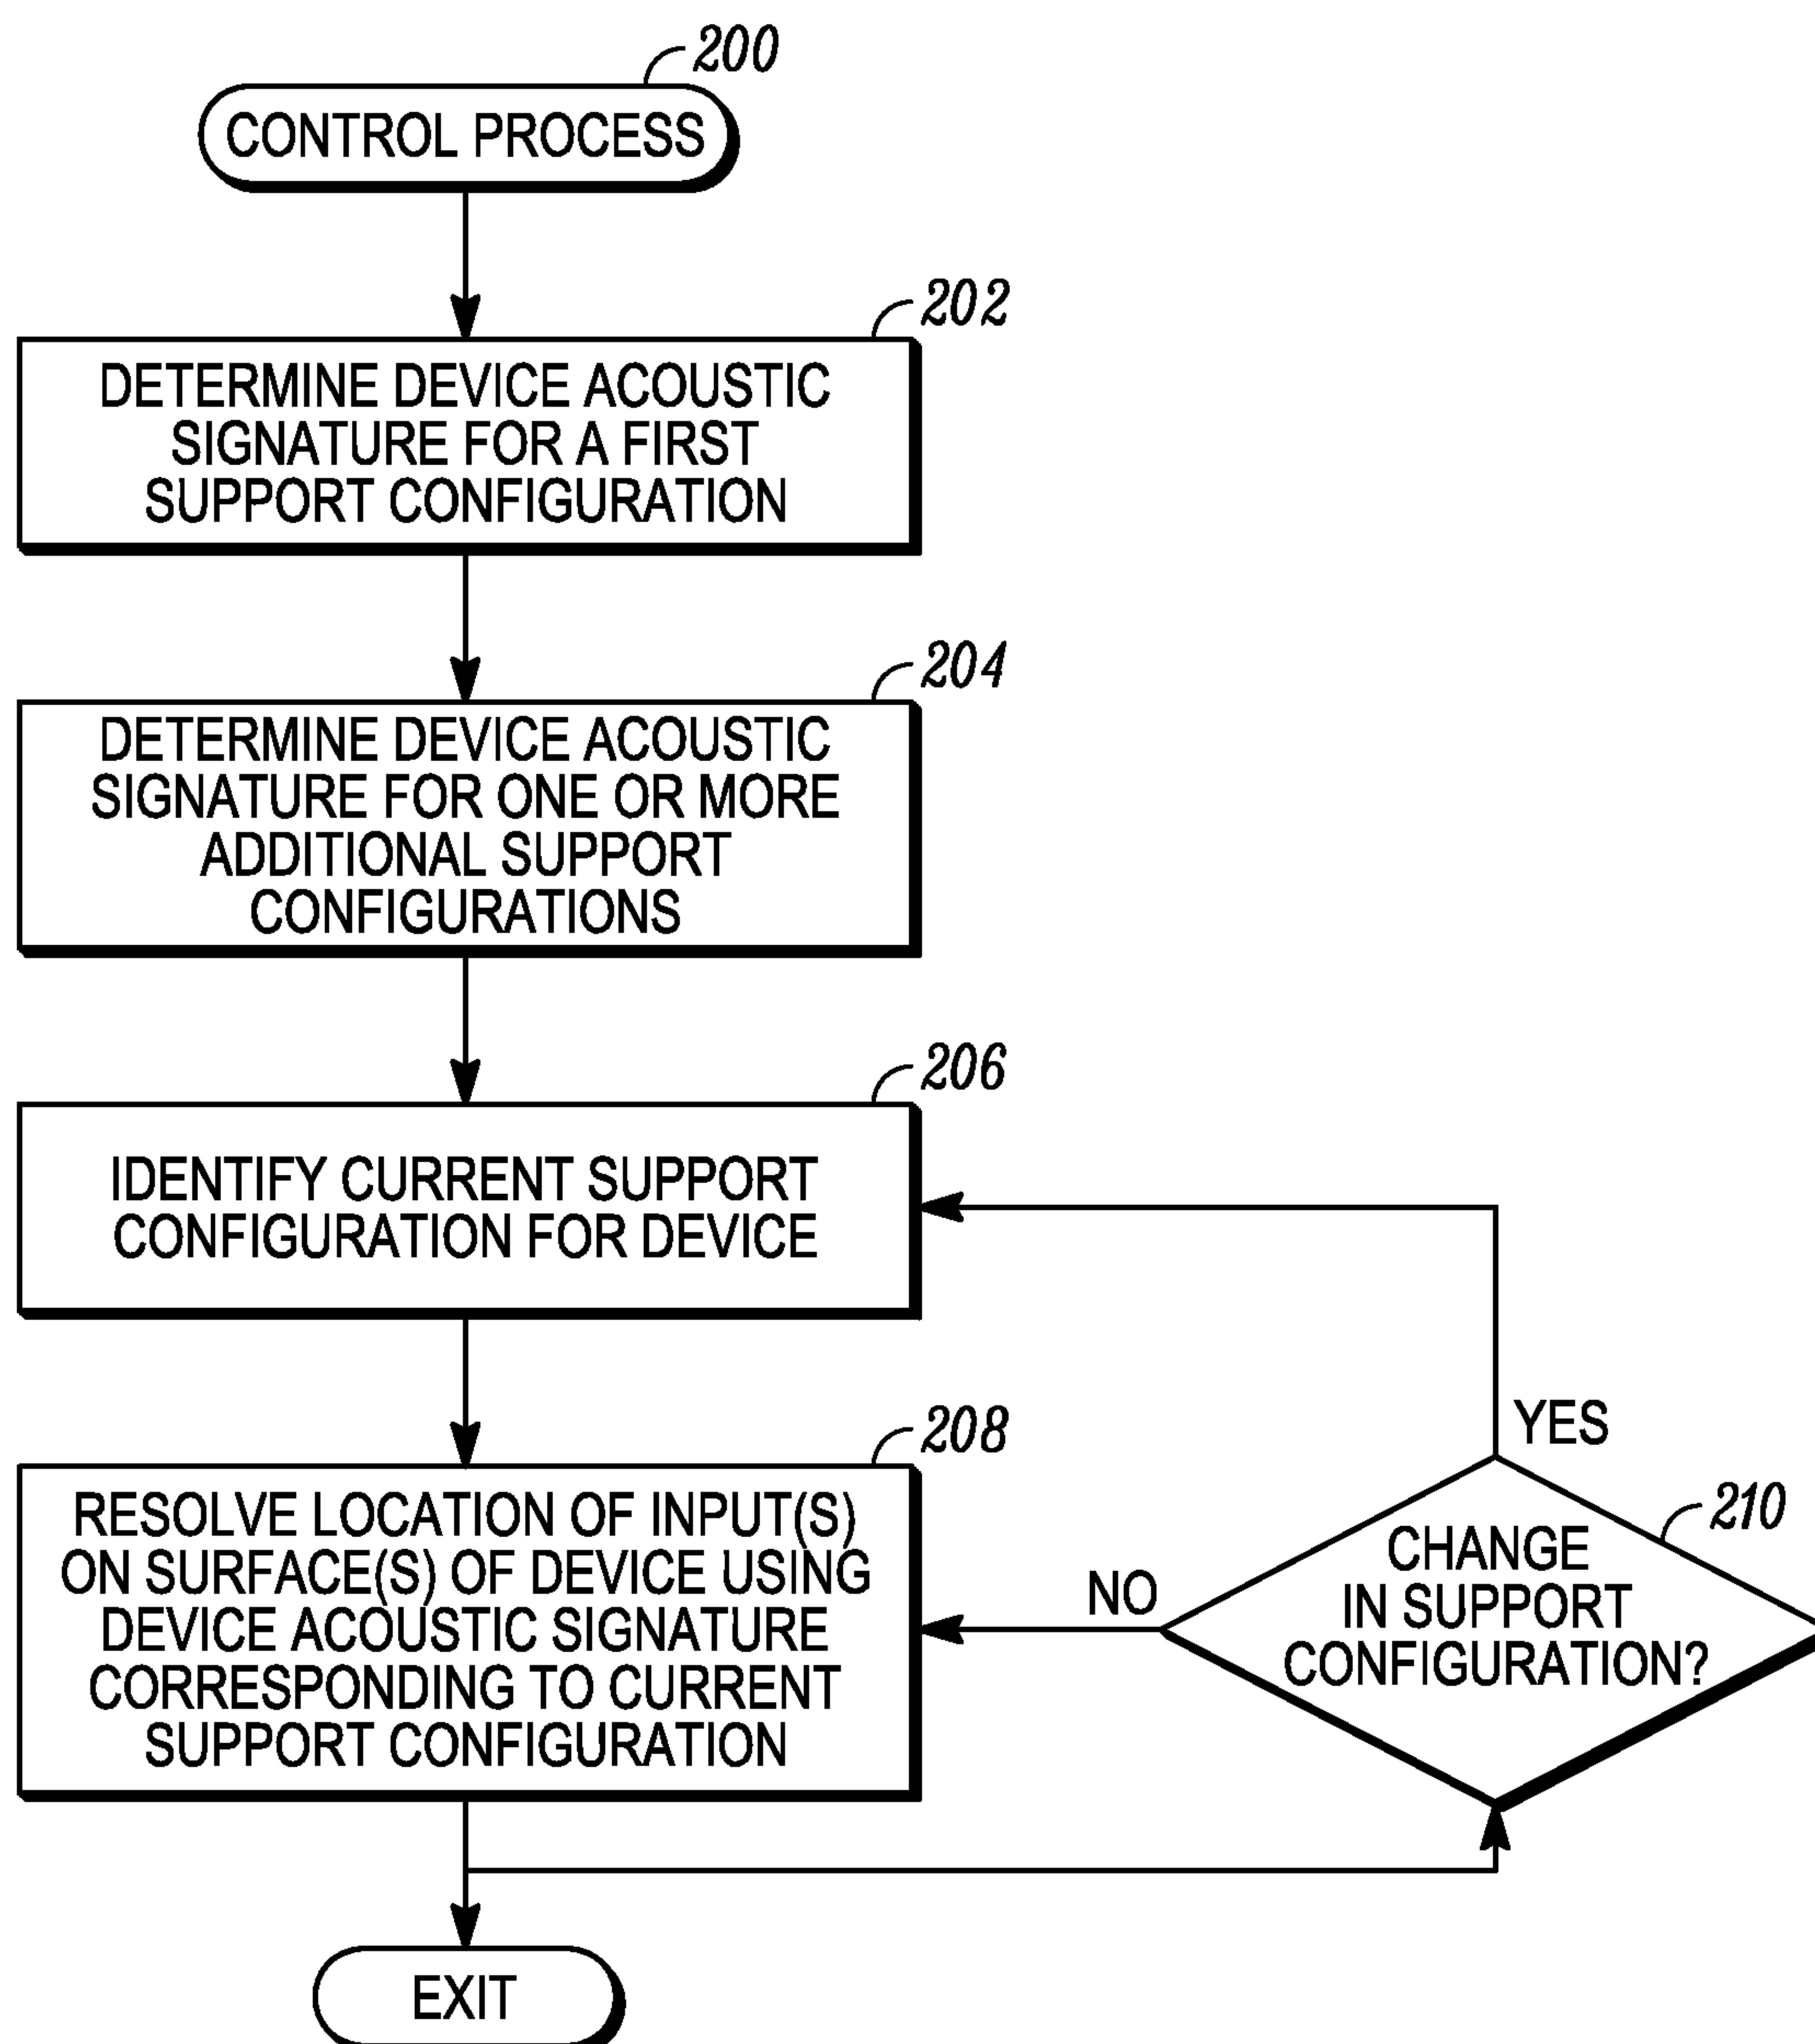 200
CONTROL PROCESS
202
DETERMINE DEVICE ACOUSTIC
SIGNATURE FOR A FIRST
SUPPORT CONFIGURATION
204
DETERMINE DEVICE ACOUSTIC
SIGNATURE FOR ONE OR MORE
ADDITIONAL SUPPORT
CONFIGURATIONS
206
IDENTIFY CURRENT SUPPORT
CONFIGURATION FOR DEVICE
208
RESOLVE LOCATION OF INPUT(S)
ON SURFACE(S) OF DEVICE USING
DEVICE ACOUSTIC SIGNATURE
CORRESPONDING TO CURRENT
SUPPORT CONFIGURATION
YES
210
CHANGE
IN SUPPORT
CONFIGURATION?
NO
EXIT